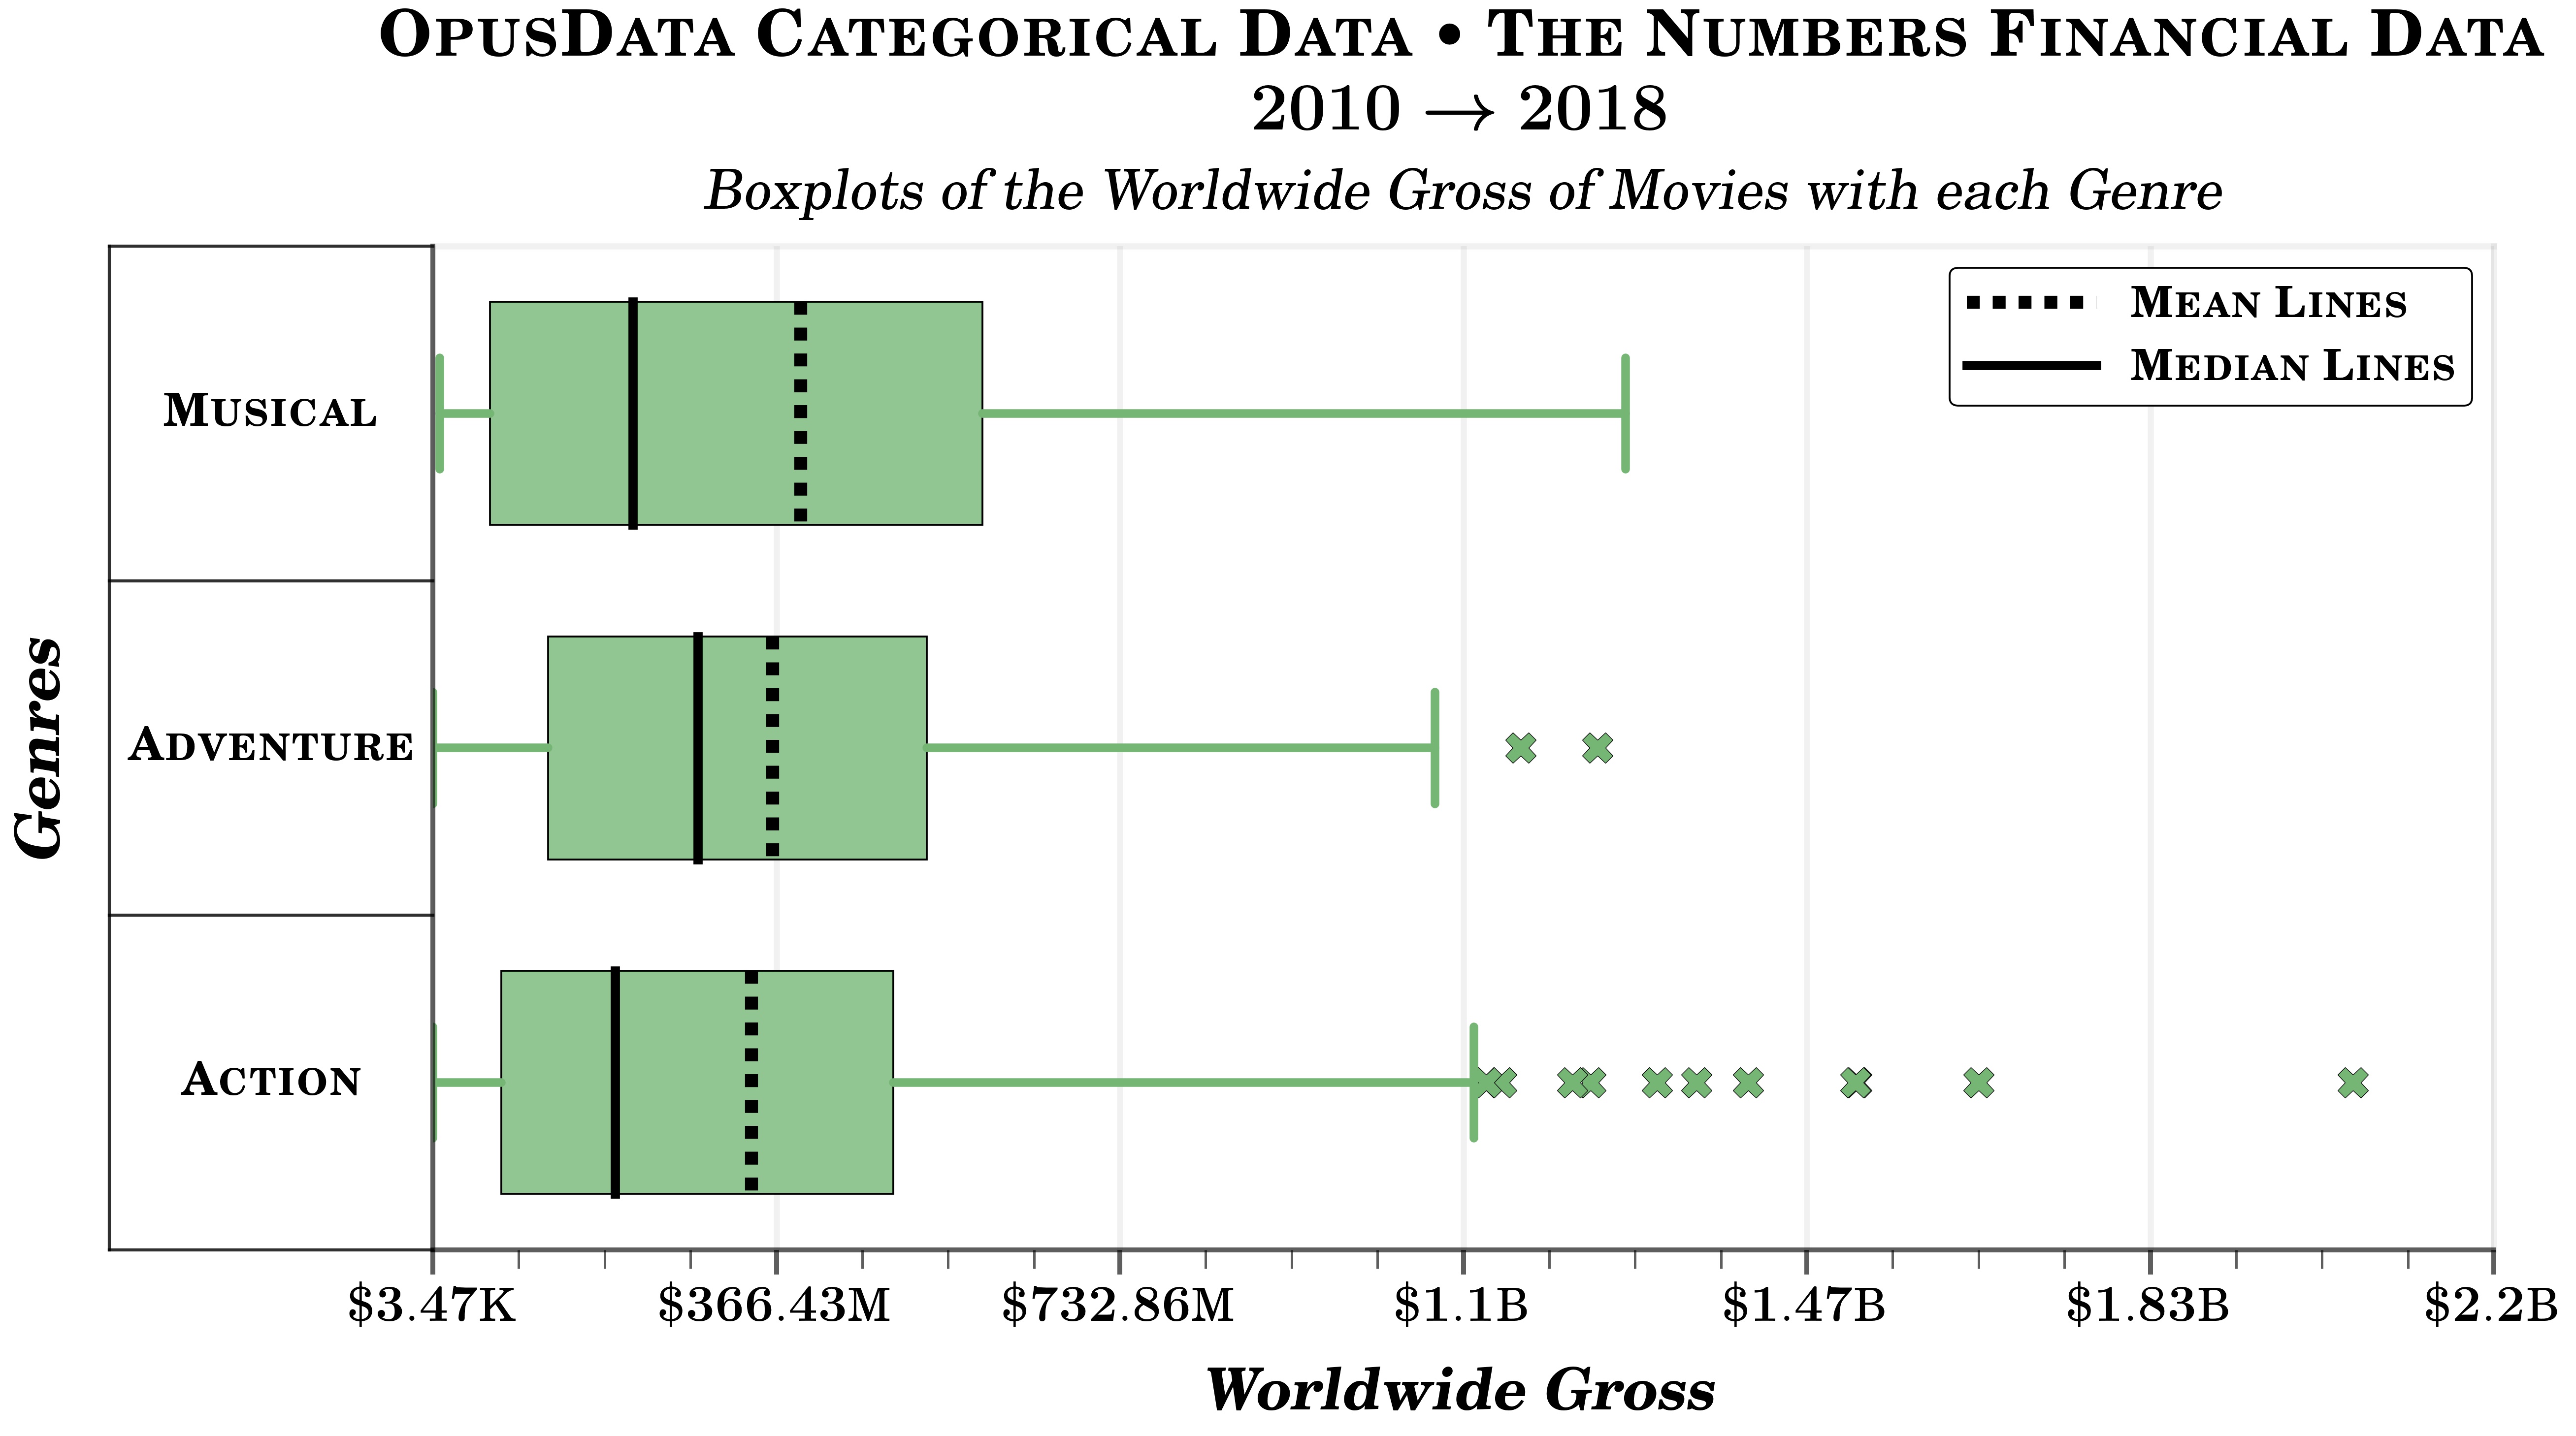 OpusData Categorical Data • The Numbers Financial Data
2010 → 2018
Boxplots of the Worldwide Gross of Movies with each Genre
Mean Lines
Median Lines
Genres
Musical
Adventure
Action
$3.47K $366.43M $732.86M $1.1B $1.47B $1.83B $2.2B
Worldwide Gross